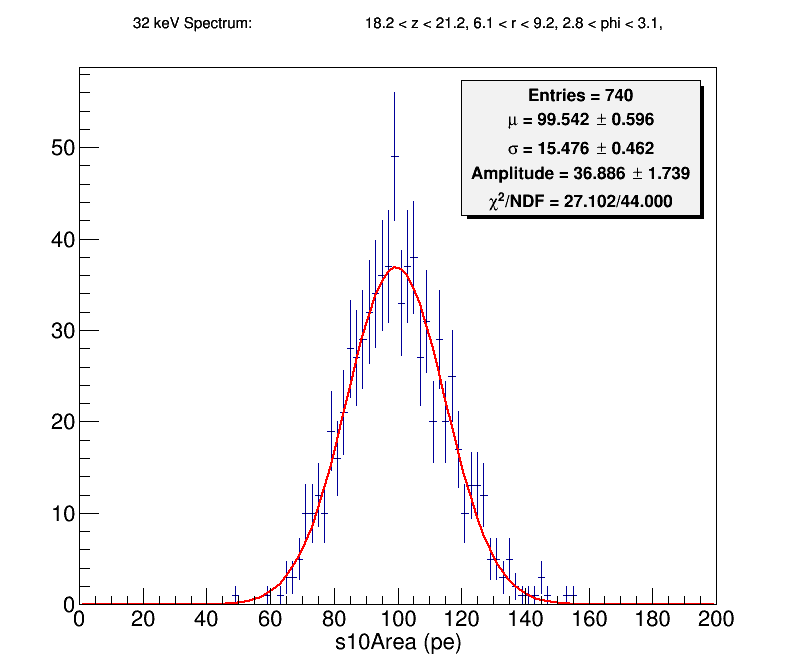 32 keV Spectrum: 18.2 < z < 21.2, 6.1 < r < 9.2, 2.8 < phi < 3.1,
Entries = 740
μ = 99.542 ± 0.596
σ = 15.476 ± 0.462
Amplitude = 36.886 ± 1.739
χ²/NDF = 27.102/44.000
50
40
30
20
10
0
0 20 40 60 80 100 120 140 160 180 200
s10Area (pe)